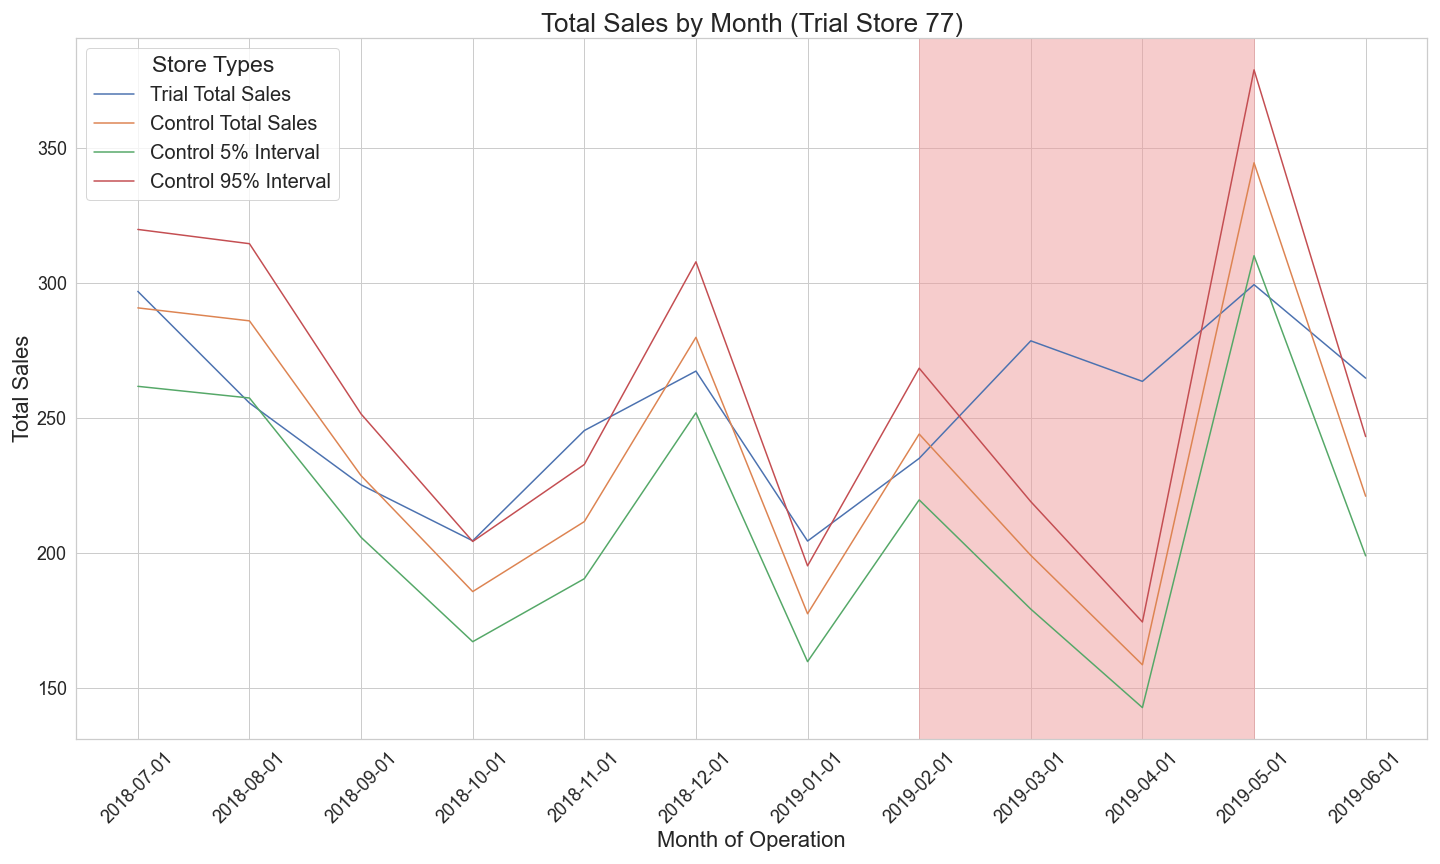 Total Sales by Month (Trial Store 77)
Store Types
Trial Total Sales
Control Total Sales
Control 5% Interval
Control 95% Interval
Total Sales
350
300
250
200
150
2018-07-01
2018-08-01
2018-09-01
2018-10-01
2018-11-01
2018-12-01
2019-01-01
2019-02-01
2019-03-01
2019-04-01
2019-05-01
2019-06-01
Month of Operation